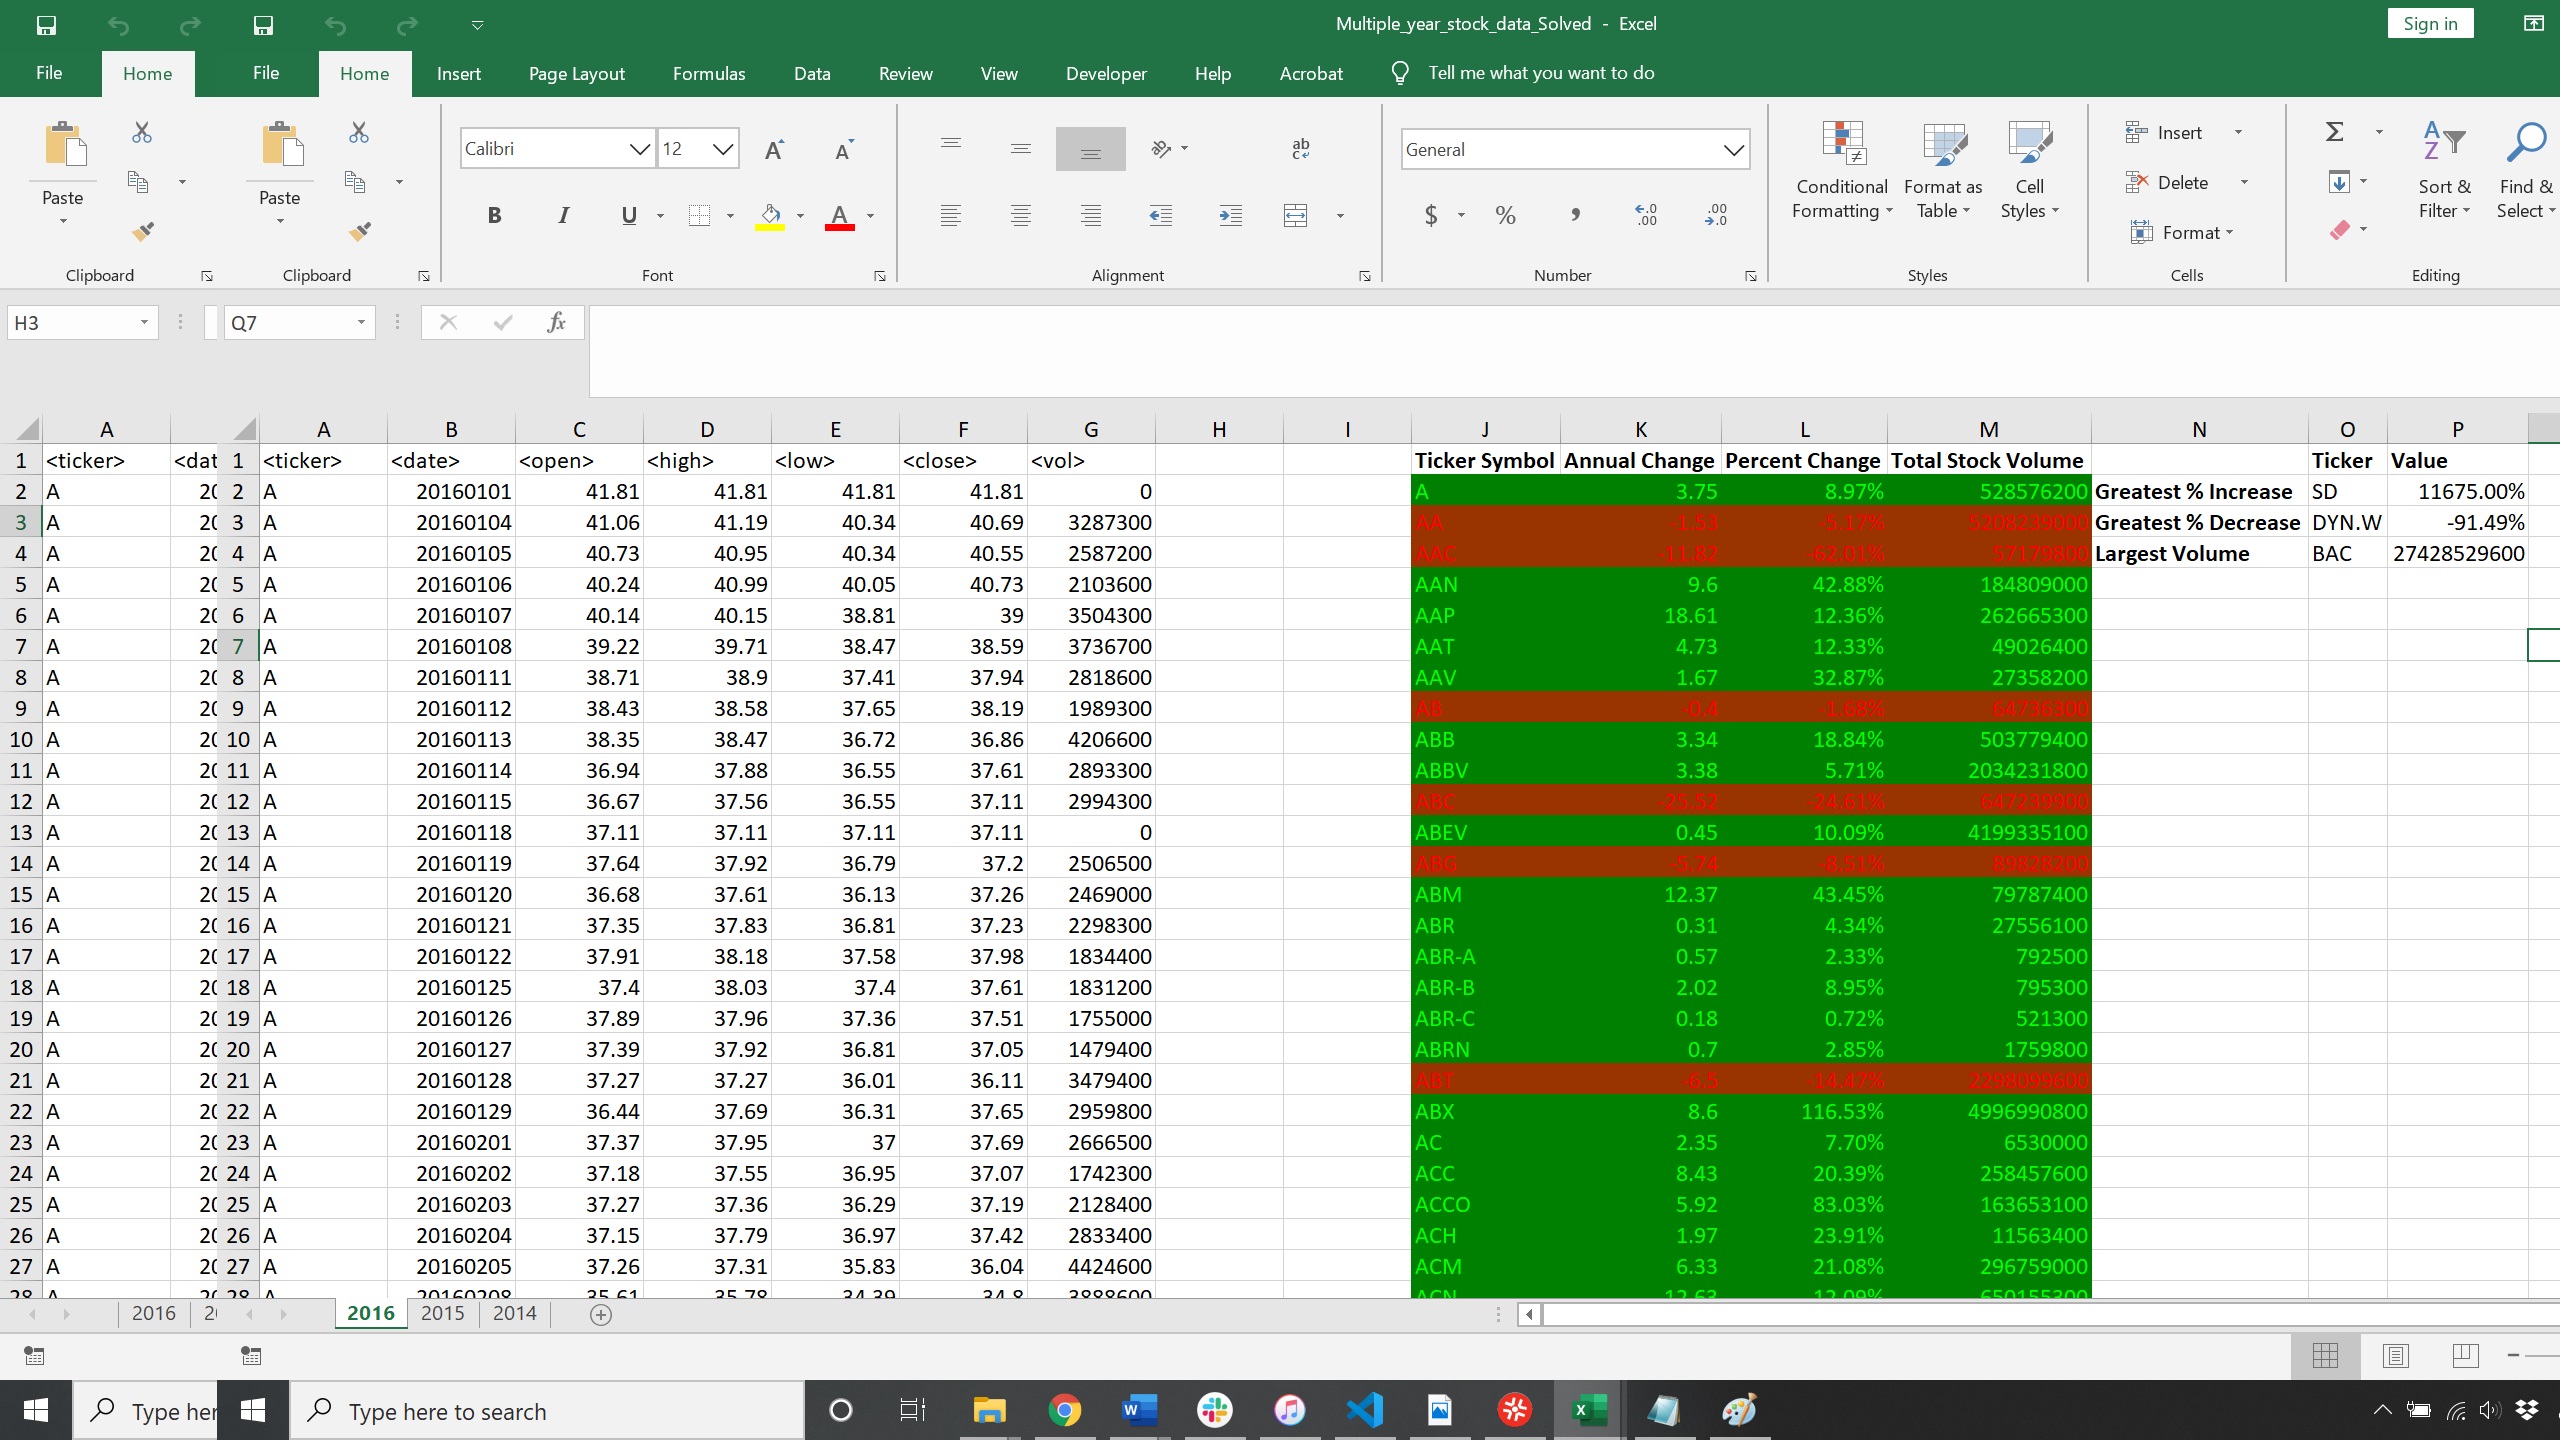 Multiple_year_stock_data_Solved - Excel Sign in
File Home File Home Insert Page Layout Formulas Data Review View Developer Help Acrobat Tell me what you want to do
Calibri 12 General Insert
Paste Paste Conditional Formatting Format as Table Cell Styles Delete Sort & Filter Find & Select
B I U $ % Format
Clipboard Clipboard Font Alignment Number Styles Cells Editing
H3 Q7 fx
A A B C D E F G H I J K L M N O P
1 <ticker> <dat 1 <ticker> <date> <open> <high> <low> <close> <vol> Ticker Symbol Annual Change Percent Change Total Stock Volume Ticker Value
2 A 20 2 A 20160101 41.81 41.81 41.81 41.81 0 A 3.75 8.97% 528576200 Greatest % Increase SD 11675.00%
3 A 20 3 A 20160104 41.06 41.19 40.34 40.69 3287300 AA -1.53 -5.17% 5208239000 Greatest % Decrease DYN.W -91.49%
4 A 20 4 A 20160105 40.73 40.95 40.34 40.55 2587200 AAC -11.82 -62.01% 57179800 Largest Volume BAC 27428529600
5 A 20 5 A 20160106 40.24 40.99 40.05 40.73 2103600 AAN 9.6 42.88% 184809000
6 A 20 6 A 20160107 40.14 40.15 38.81 39 3504300 AAP 18.61 12.36% 262665300
7 A 20 7 A 20160108 39.22 39.71 38.47 38.59 3736700 AAT 4.73 12.33% 49026400
8 A 20 8 A 20160111 38.71 38.9 37.41 37.94 2818600 AAV 1.67 32.87% 27358200
9 A 20 9 A 20160112 38.43 38.58 37.65 38.19 1989300 AB -0.4 -1.68% 64736300
10 A 20 10 A 20160113 38.35 38.47 36.72 36.86 4206600 ABB 3.34 18.84% 503779400
11 A 20 11 A 20160114 36.94 37.88 36.55 37.61 2893300 ABBV 3.38 5.71% 2034231800
12 A 20 12 A 20160115 36.67 37.56 36.55 37.11 2994300 ABC -25.52 -24.61% 647239900
13 A 20 13 A 20160118 37.11 37.11 37.11 37.11 0 ABEV 0.45 10.09% 4199335100
14 A 20 14 A 20160119 37.64 37.92 36.79 37.2 2506500 ABG -5.74 -8.51% 89828200
15 A 20 15 A 20160120 36.68 37.61 36.13 37.26 2469000 ABM 12.37 43.45% 79787400
16 A 20 16 A 20160121 37.35 37.83 36.81 37.23 2298300 ABR 0.31 4.34% 27556100
17 A 20 17 A 20160122 37.91 38.18 37.58 37.98 1834400 ABR-A 0.57 2.33% 792500
18 A 20 18 A 20160125 37.4 38.03 37.4 37.61 1831200 ABR-B 2.02 8.95% 795300
19 A 20 19 A 20160126 37.89 37.96 37.36 37.51 1755000 ABR-C 0.18 0.72% 521300
20 A 20 20 A 20160127 37.39 37.92 36.81 37.05 1479400 ABRN 0.7 2.85% 1759800
21 A 20 21 A 20160128 37.27 37.27 36.01 36.11 3479400 ABT -6.5 -14.47% 2298099600
22 A 20 22 A 20160129 36.44 37.69 36.31 37.65 2959800 ABX 8.6 116.53% 4996990800
23 A 20 23 A 20160201 37.37 37.95 37 37.69 2666500 AC 2.35 7.70% 6530000
24 A 20 24 A 20160202 37.18 37.55 36.95 37.07 1742300 ACC 8.43 20.39% 258457600
25 A 20 25 A 20160203 37.27 37.36 36.29 37.19 2128400 ACCO 5.92 83.03% 163653100
26 A 20 26 A 20160204 37.15 37.79 36.97 37.42 2833400 ACH 1.97 23.91% 11563400
27 A 20 27 A 20160205 37.26 37.31 35.83 36.04 4424600 ACM 6.33 21.08% 296759000
28 A 20 28 A 20160208 35.61 35.78 34.39 34.8 3888600 ACN 12.63 12.09% 650155300
2016 2016 2015 2014
Type her Type here to search